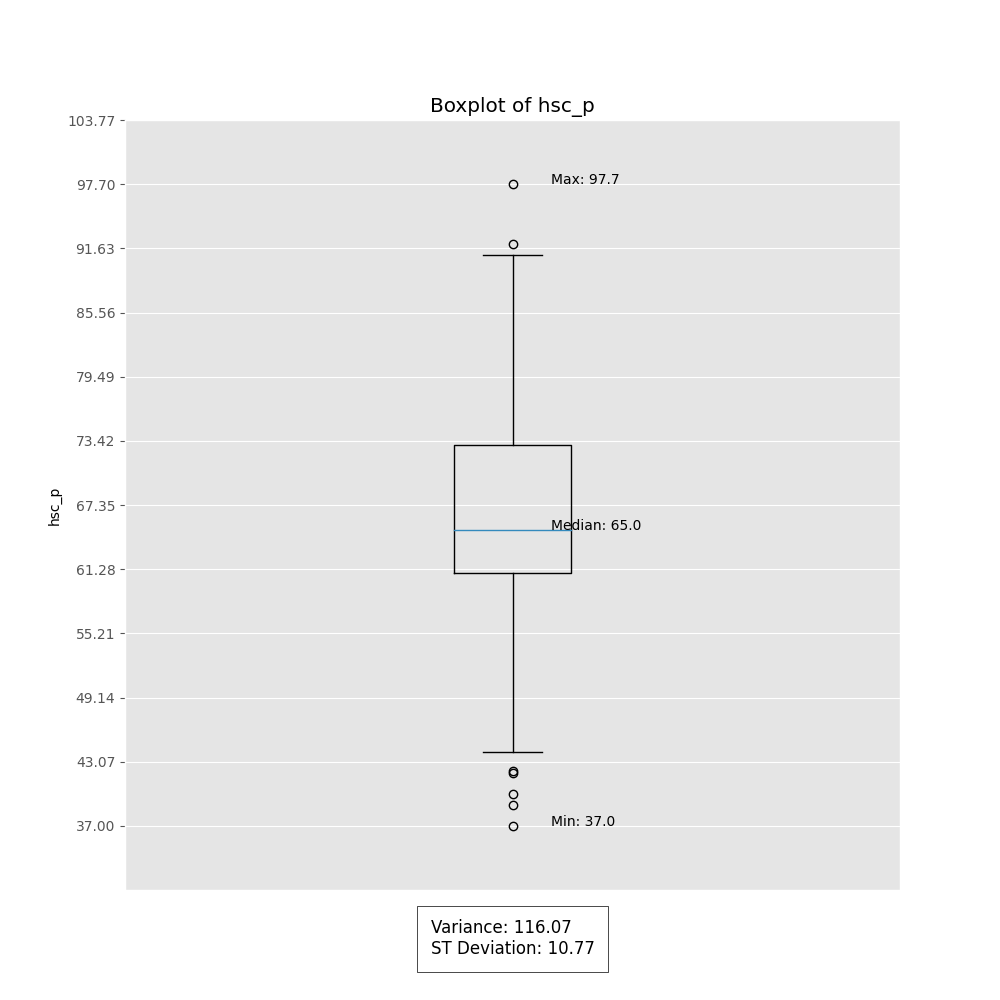 Boxplot of hsc_p
103.77
97.70
91.63
85.56
79.49
73.42
67.35
61.28
55.21
49.14
43.07
37.00
hsc_p
Max: 97.7
Median: 65.0
Min: 37.0
Variance: 116.07
ST Deviation: 10.77